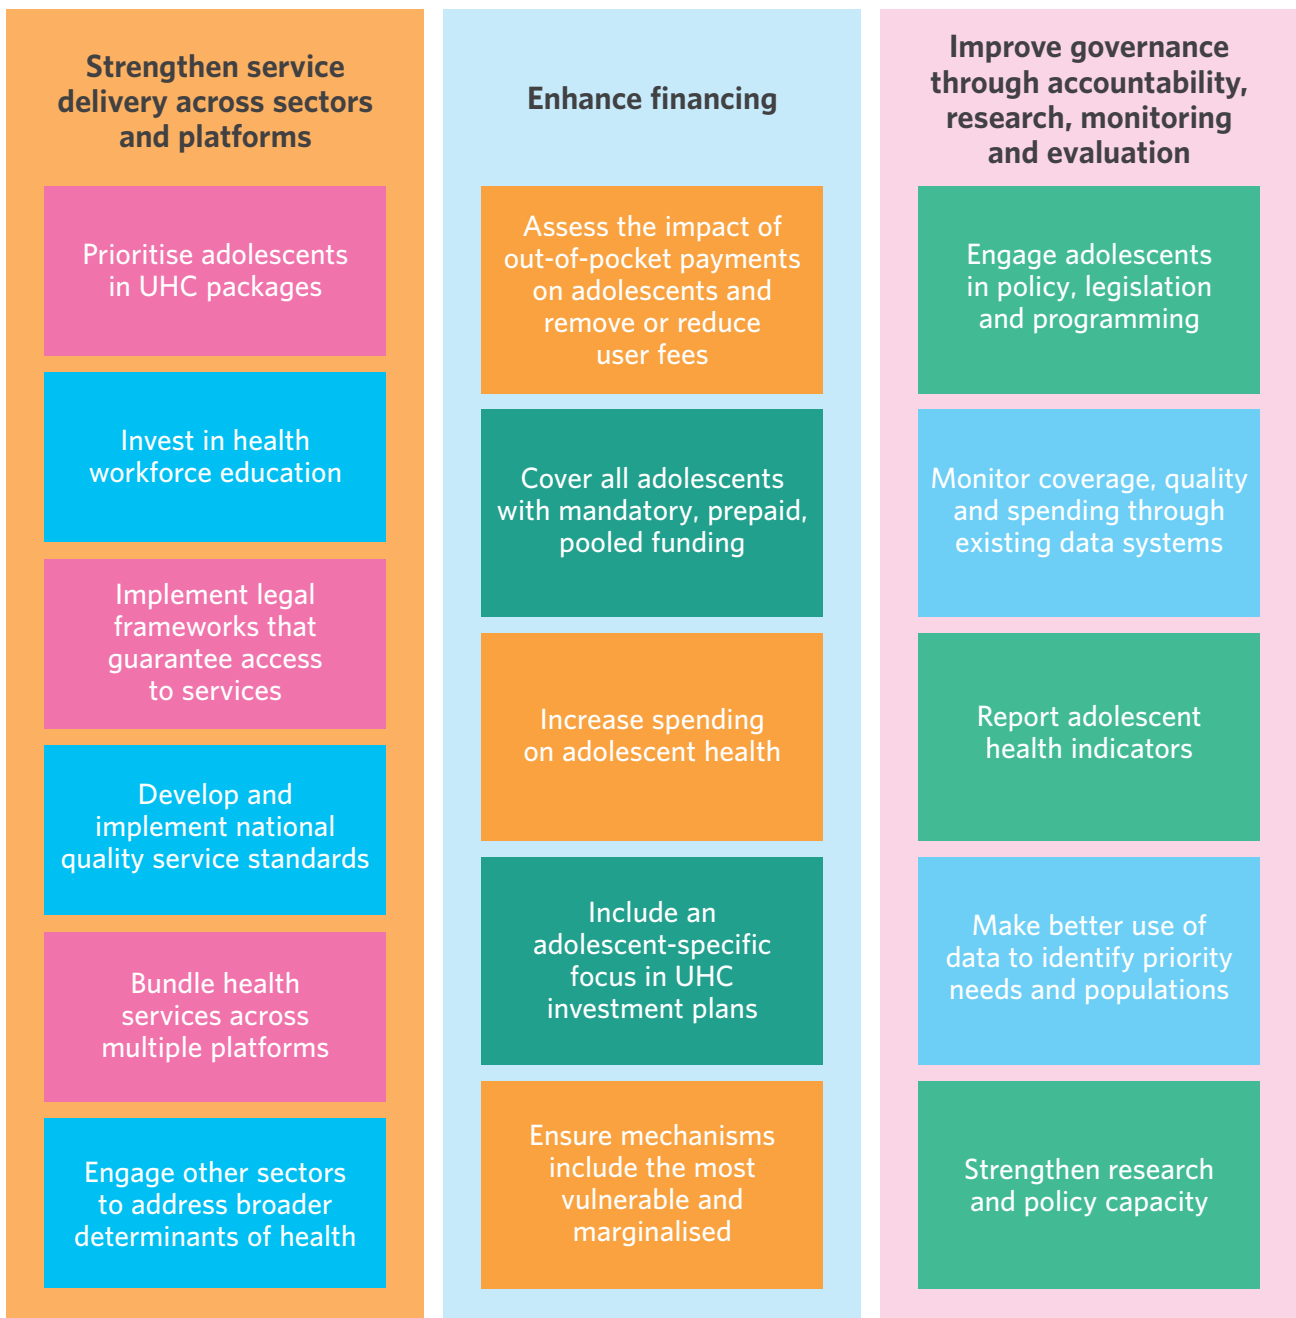 Strengthen service
delivery across sectors
and platforms
Prioritise adolescents
in UHC packages
Invest in health
workforce education
Implement legal
frameworks that
guarantee access
to services
Develop and
implement national
quality service standards
Bundle health
services across
multiple platforms
Engage other sectors
to address broader
determinants of health
Enhance financing
Assess the impact of
out-of-pocket payments
on adolescents and
remove or reduce
user fees
Cover all adolescents
with mandatory, prepaid,
pooled funding
Increase spending
on adolescent health
Include an
adolescent-specific
focus in UHC
investment plans
Ensure mechanisms
include the most
vulnerable and
marginalised
Improve governance
through accountability,
research, monitoring
and evaluation
Engage adolescents
in policy, legislation
and programming
Monitor coverage, quality
and spending through
existing data systems
Report adolescent
health indicators
Make better use of
data to identify priority
needs and populations
Strengthen research
and policy capacity